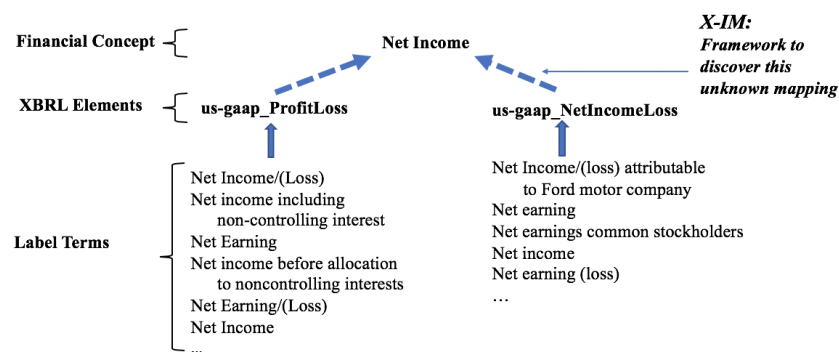 X-IM:
Financial Concept
Net Income
Framework to
discover this
unknown mapping
XBRL Elements
us-gaap_ProfitLoss
us-gaap_NetIncomeLoss
Label Terms
Net Income/(Loss)
Net income including
non-controlling interest
Net Earning
Net income before allocation
to noncontrolling interests
Net Earning/(Loss)
Net Income
...
Net Income/(loss) attributable
to Ford motor company
Net earning
Net earnings common stockholders
Net income
Net earning (loss)
…